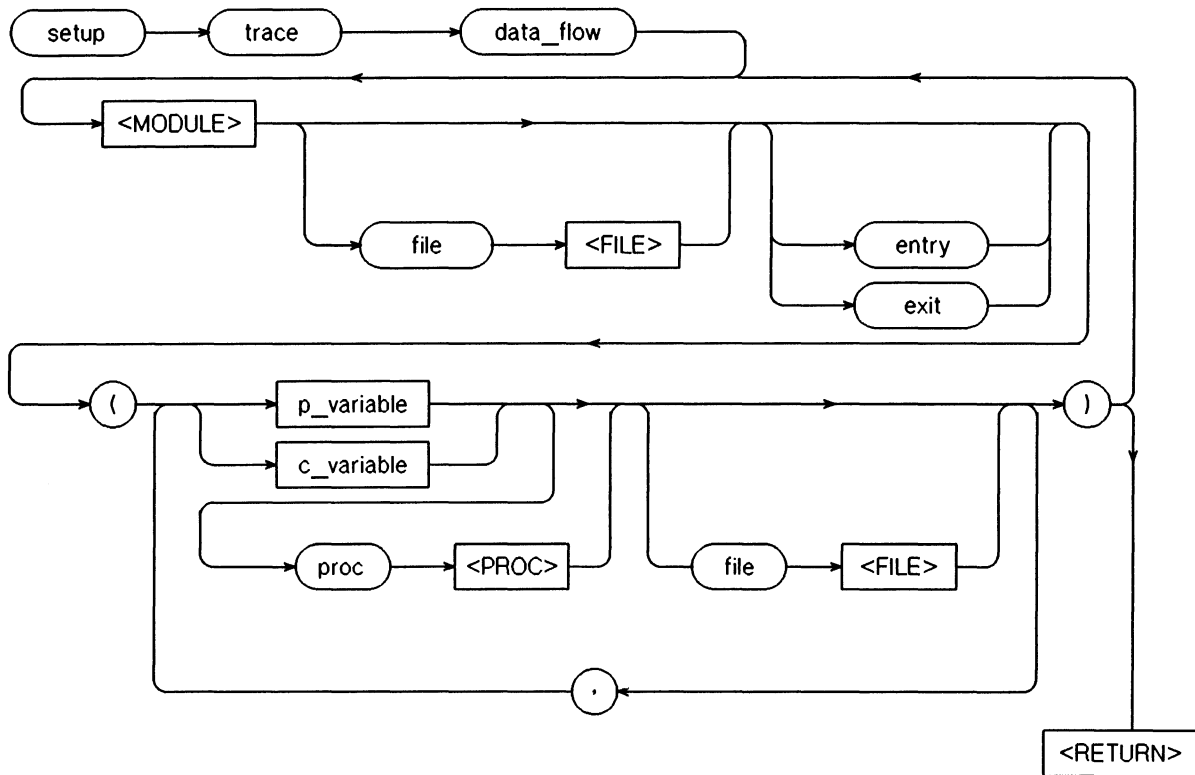 setup trace data_flow
<MODULE>
file <FILE> entry
exit
( p_variable )
c_variable
proc <PROC> file <FILE>
,
<RETURN>